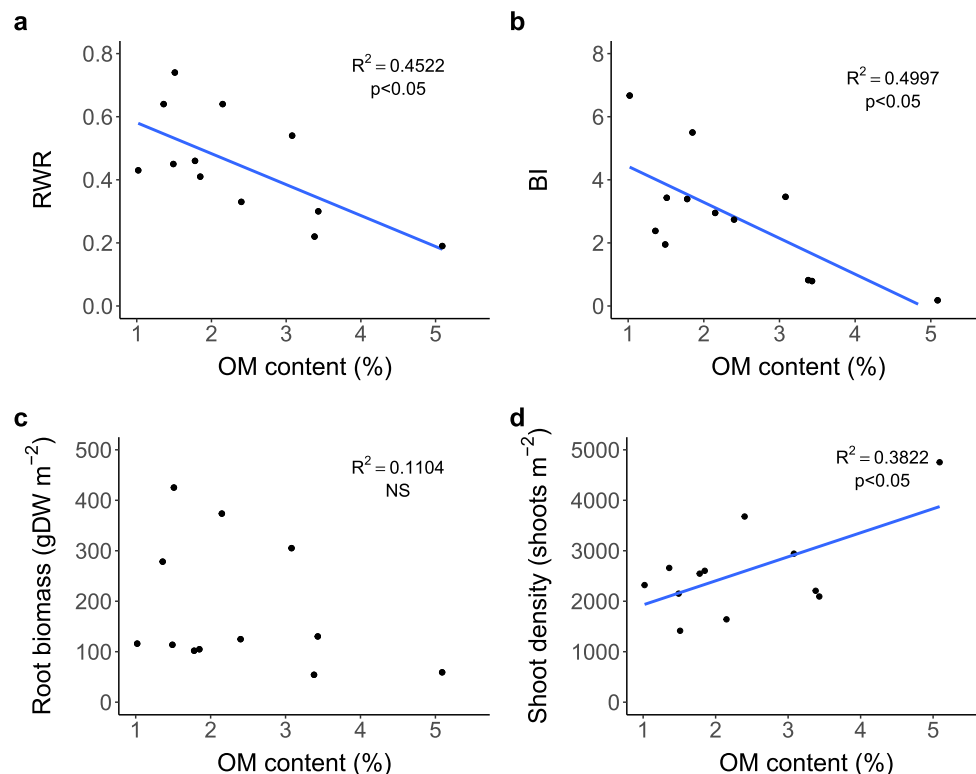 a
R² = 0.4522
p<0.05
RWR
0.8
0.6
0.4
0.2
0.0
1 2 3 4 5
OM content (%)
b
R² = 0.4997
p<0.05
BI
8
6
4
2
0
1 2 3 4 5
OM content (%)
c
R² = 0.1104
NS
Root biomass (gDW m⁻²)
500
400
300
200
100
0
1 2 3 4 5
OM content (%)
d
R² = 0.3822
p<0.05
Shoot density (shoots m⁻²)
5000
4000
3000
2000
1000
0
1 2 3 4 5
OM content (%)